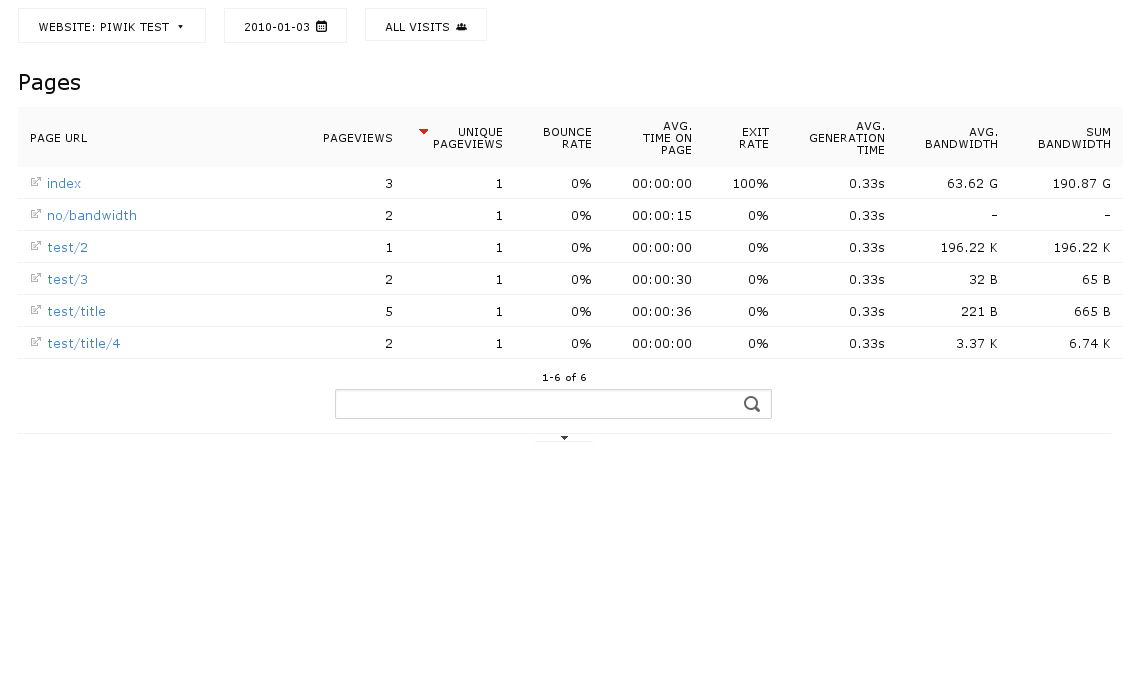 WEBSITE: PIWIK TEST 2010-01-03 ALL VISITS
Pages
PAGE URL PAGEVIEWS UNIQUE PAGEVIEWS BOUNCE RATE AVG. TIME ON PAGE EXIT RATE AVG. GENERATION TIME AVG. BANDWIDTH SUM BANDWIDTH
index 3 1 0% 00:00:00 100% 0.33s 63.62 G 190.87 G
no/bandwidth 2 1 0% 00:00:15 0% 0.33s - -
test/2 1 1 0% 00:00:00 0% 0.33s 196.22 K 196.22 K
test/3 2 1 0% 00:00:30 0% 0.33s 32 B 65 B
test/title 5 1 0% 00:00:36 0% 0.33s 221 B 665 B
test/title/4 2 1 0% 00:00:00 0% 0.33s 3.37 K 6.74 K
1-6 of 6